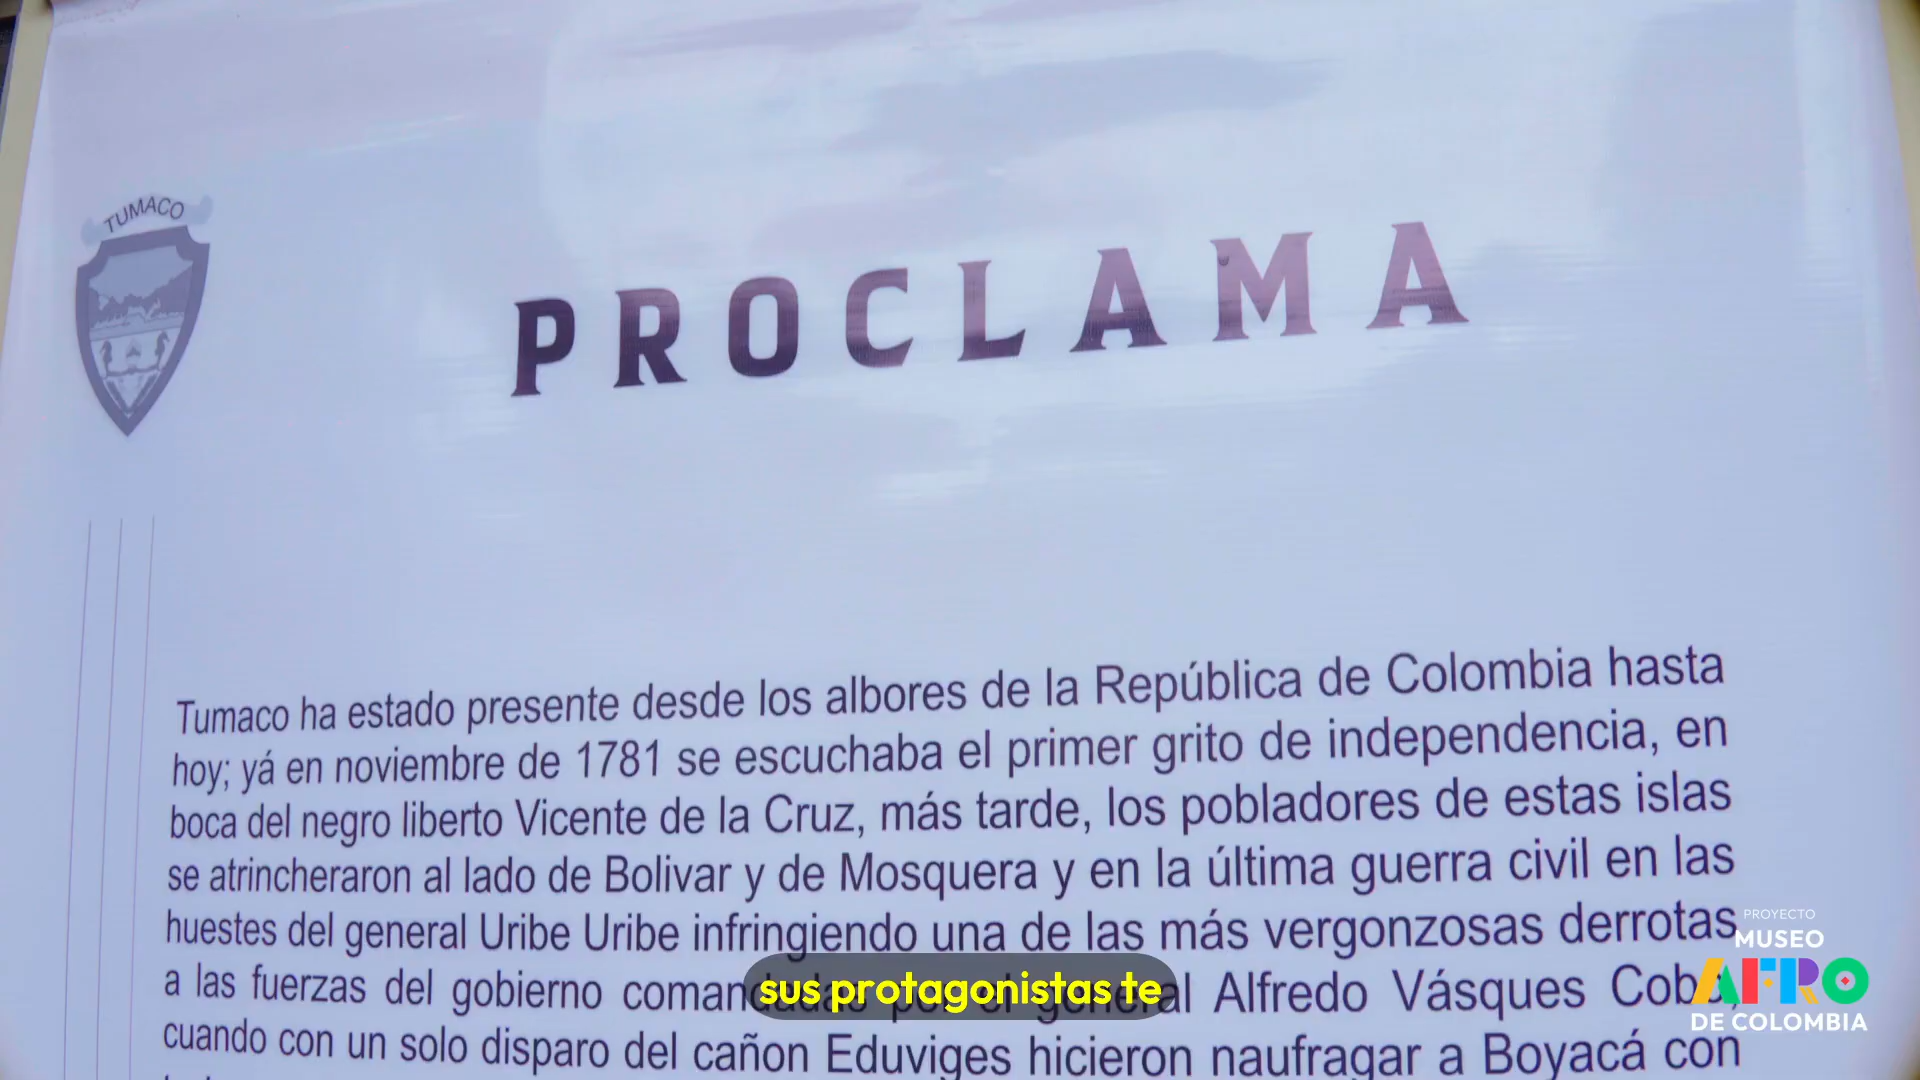 TUMACO
PROCLAMA
Tumaco ha estado presente desde los albores de la República de Colombia hasta
hoy; yá en noviembre de 1781 se escuchaba el primer grito de independencia, en
boca del negro liberto Vicente de la Cruz, más tarde, los pobladores de estas islas
se atrincheraron al lado de Bolivar y de Mosquera y en la última guerra civil en las
huestes del general Uribe Uribe infringiendo una de las más vergonzosas derrotas
a las fuerzas del gobierno comandadas por el general Alfredo Vásques Cobo,
cuando con un solo disparo del cañon Eduviges hicieron naufragar a Boyacá con
sus protagonistas te
PROYECTO
MUSEO
AFRO
DE COLOMBIA